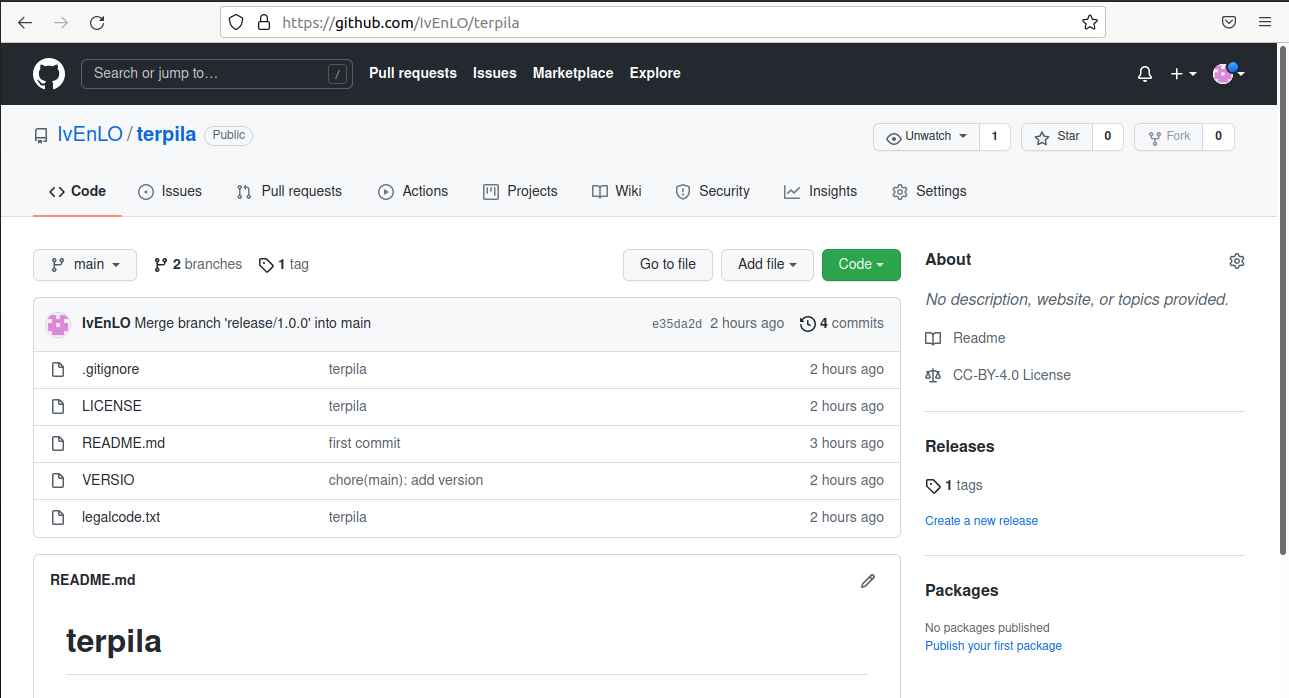 https://github.com/IvEnLO/terpila
Search or jump to… / Pull requests Issues Marketplace Explore
IvEnLO / terpila Public Unwatch 1 Star 0 Fork 0
Code Issues Pull requests Actions Projects Wiki Security Insights Settings
main 2 branches 1 tag Go to file Add file Code
IvEnLO Merge branch 'release/1.0.0' into main e35da2d 2 hours ago 4 commits
.gitignore terpila 2 hours ago
LICENSE terpila 2 hours ago
README.md first commit 3 hours ago
VERSIO chore(main): add version 2 hours ago
legalcode.txt terpila 2 hours ago
README.md
terpila
About
No description, website, or topics provided.
Readme
CC-BY-4.0 License
Releases
1 tags
Create a new release
Packages
No packages published
Publish your first package